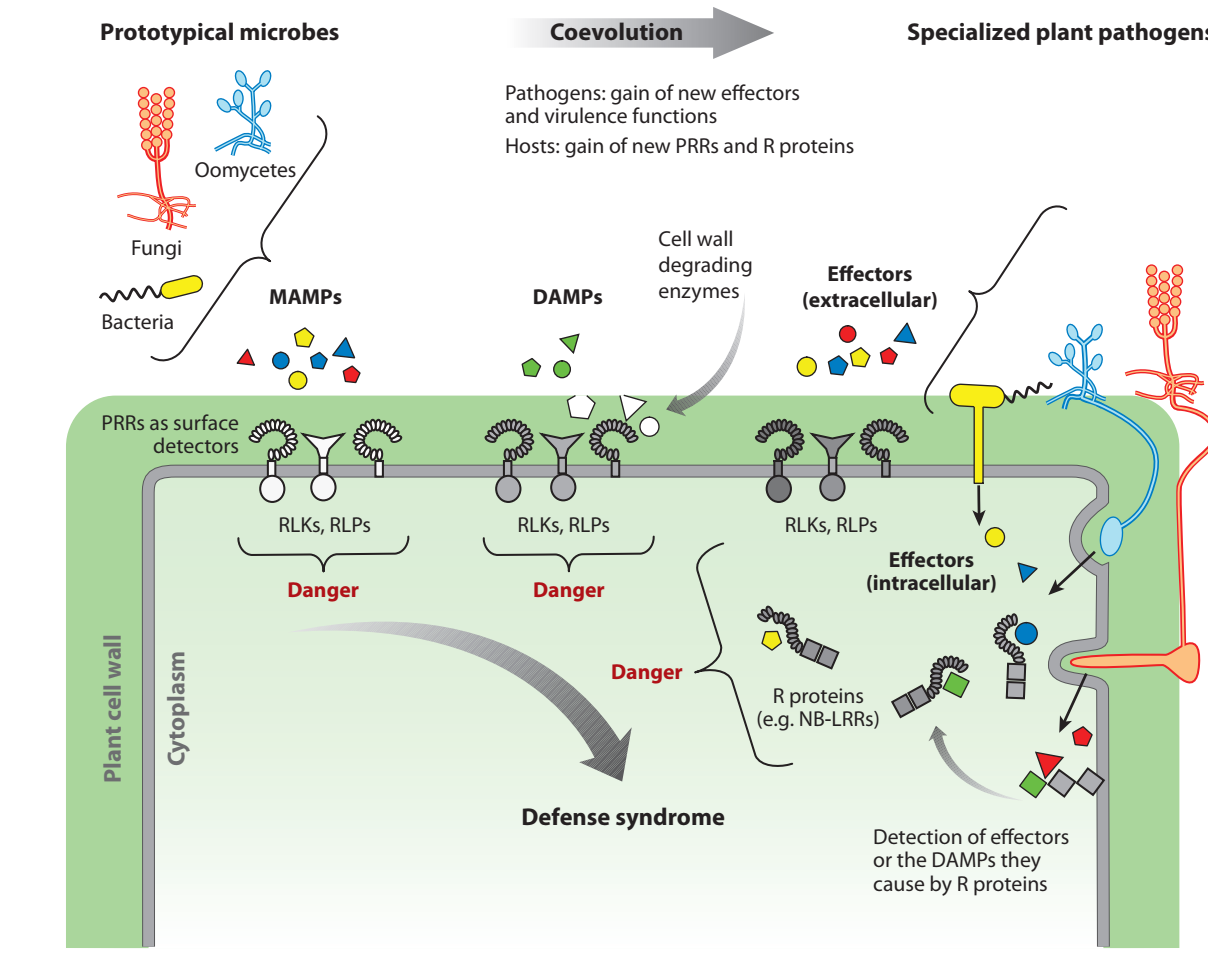 Prototypical microbes
Coevolution
Specialized plant pathogens
Pathogens: gain of new effectors
and virulence functions
Hosts: gain of new PRRs and R proteins
Oomycetes
Fungi
Bacteria
MAMPs
DAMPs
Cell wall
degrading
enzymes
Effectors
(extracellular)
PRRs as surface
detectors
RLKs, RLPs
RLKs, RLPs
RLKs, RLPs
Danger
Danger
Effectors
(intracellular)
Danger
R proteins
(e.g. NB-LRRs)
Plant cell wall
Cytoplasm
Defense syndrome
Detection of effectors
or the DAMPs they
cause by R proteins